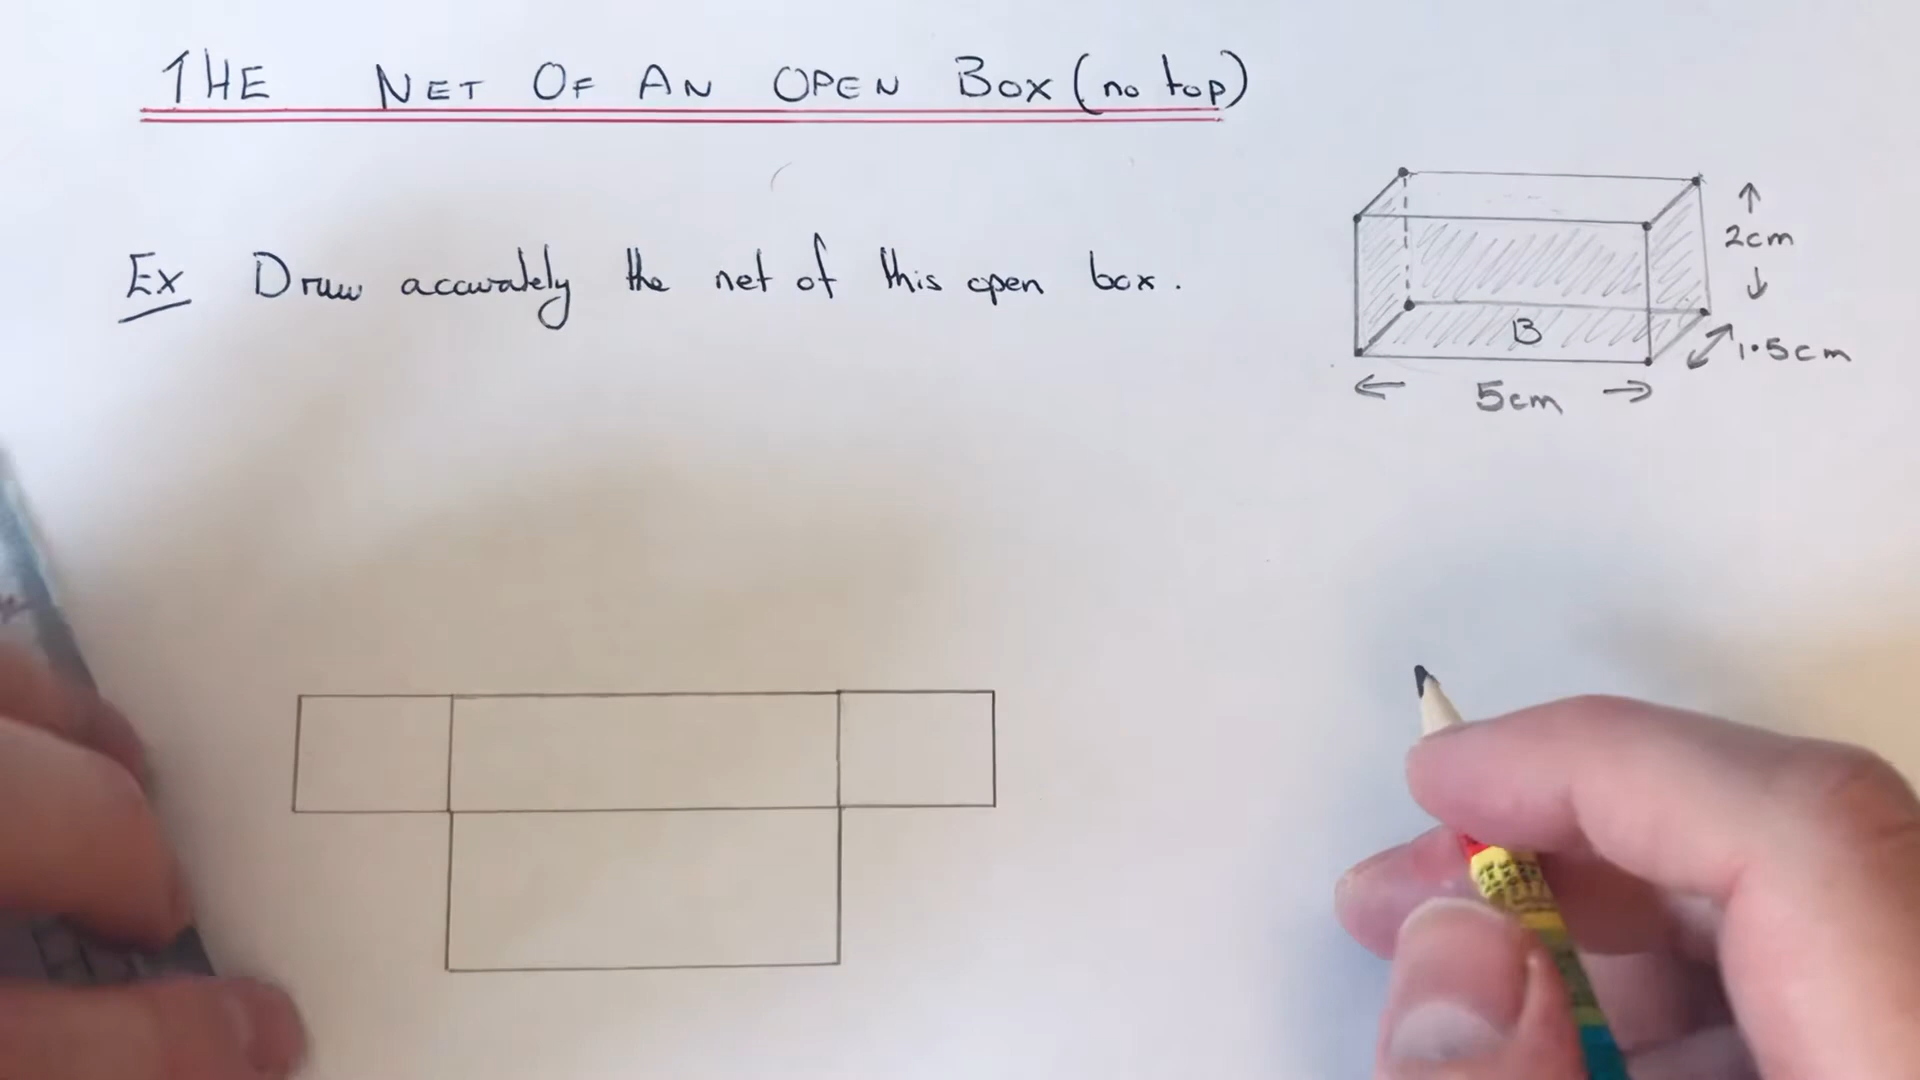 THE NET OF AN OPEN BOX (no top)
Ex Draw accurately the net of this open box.
2cm
B
1.5cm
5cm